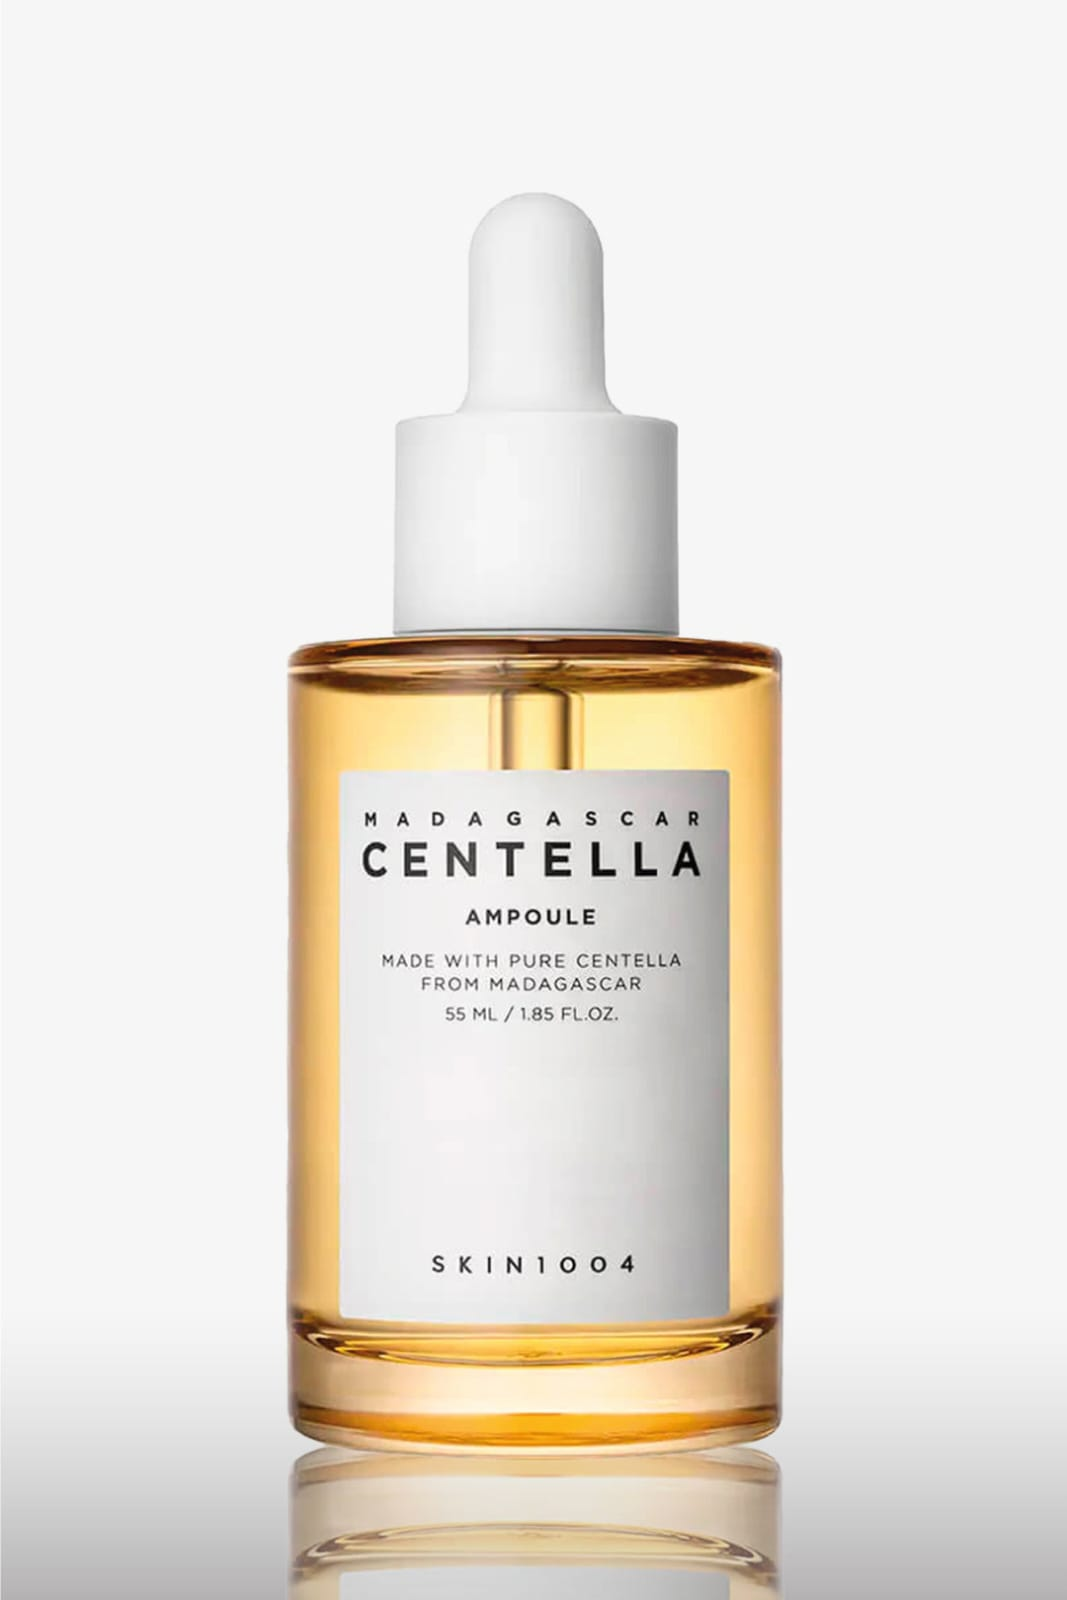 MADAGASCAR
CENTELLA
AMPOULE
MADE WITH PURE CENTELLA
FROM MADAGASCAR
55 ML / 1.85 FL.OZ.
SKIN1004